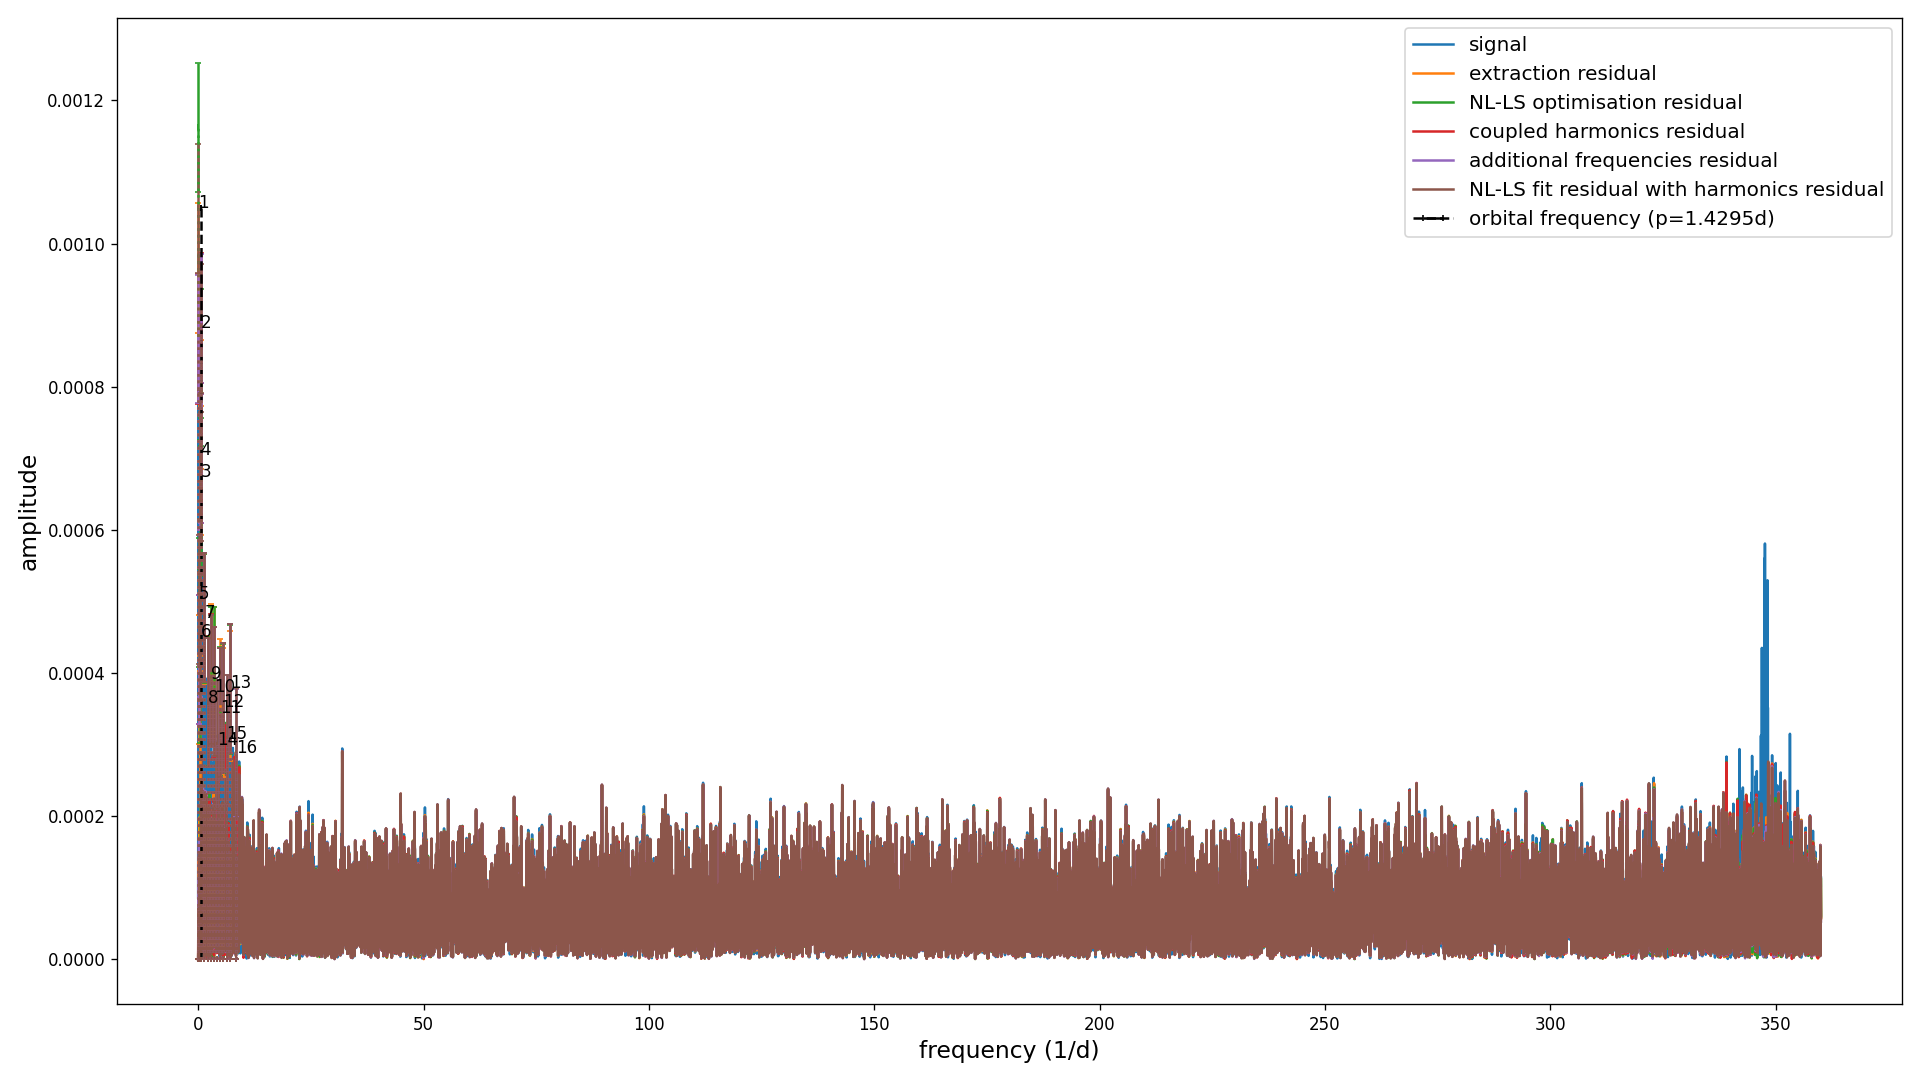 signal
extraction residual
NL-LS optimisation residual
coupled harmonics residual
additional frequencies residual
NL-LS fit residual with harmonics residual
orbital frequency (p=1.4295d)
amplitude
0.0012
0.0010
0.0008
0.0006
0.0004
0.0002
0.0000
1
2
4
3
5
7
6
9
10
13
8
12
11
15
14
16
0 50 100 150 200 250 300 350
frequency (1/d)